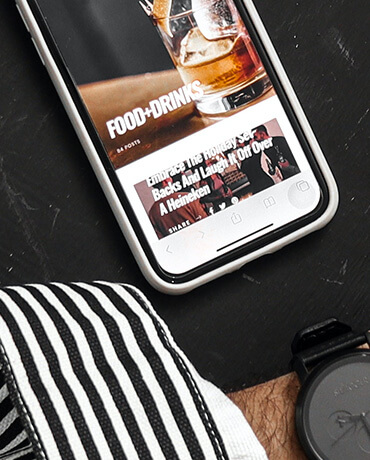 FOOD+DRINKS
84 POSTS
Embrace The Holiday Set
Backs And Laugh It Off Over
A Heineken
SHARE